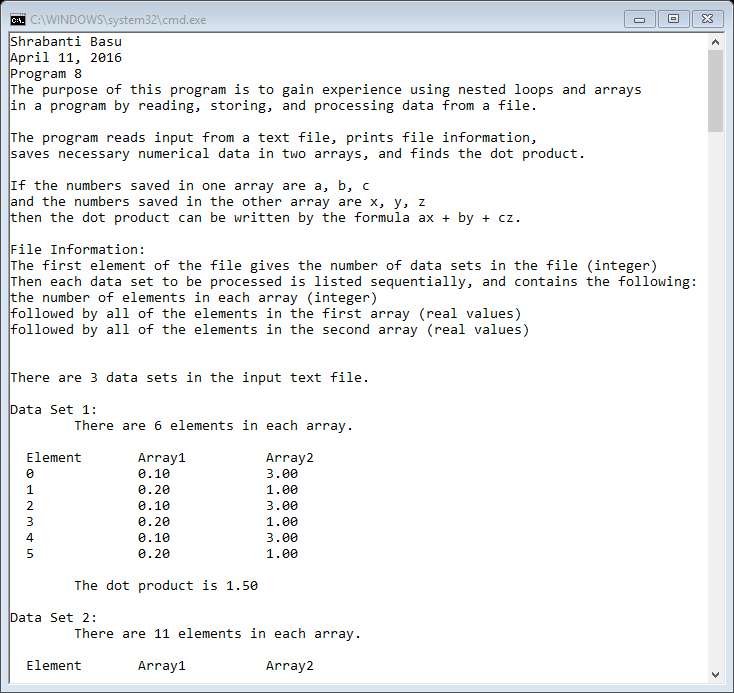 C:\WINDOWS\system32\cmd.exe
Shrabanti Basu
April 11, 2016
Program 8
The purpose of this program is to gain experience using nested loops and arrays
in a program by reading, storing, and processing data from a file.
The program reads input from a text file, prints file information,
saves necessary numerical data in two arrays, and finds the dot product.
If the numbers saved in one array are a, b, c
and the numbers saved in the other array are x, y, z
then the dot product can be written by the formula ax + by + cz.
File Information:
The first element of the file gives the number of data sets in the file (integer)
Then each data set to be processed is listed sequentially, and contains the following:
the number of elements in each array (integer)
followed by all of the elements in the first array (real values)
followed by all of the elements in the second array (real values)
There are 3 data sets in the input text file.
Data Set 1:
There are 6 elements in each array.
Element Array1 Array2
0 0.10 3.00
1 0.20 1.00
2 0.10 3.00
3 0.20 1.00
4 0.10 3.00
5 0.20 1.00
The dot product is 1.50
Data Set 2:
There are 11 elements in each array.
Element Array1 Array2